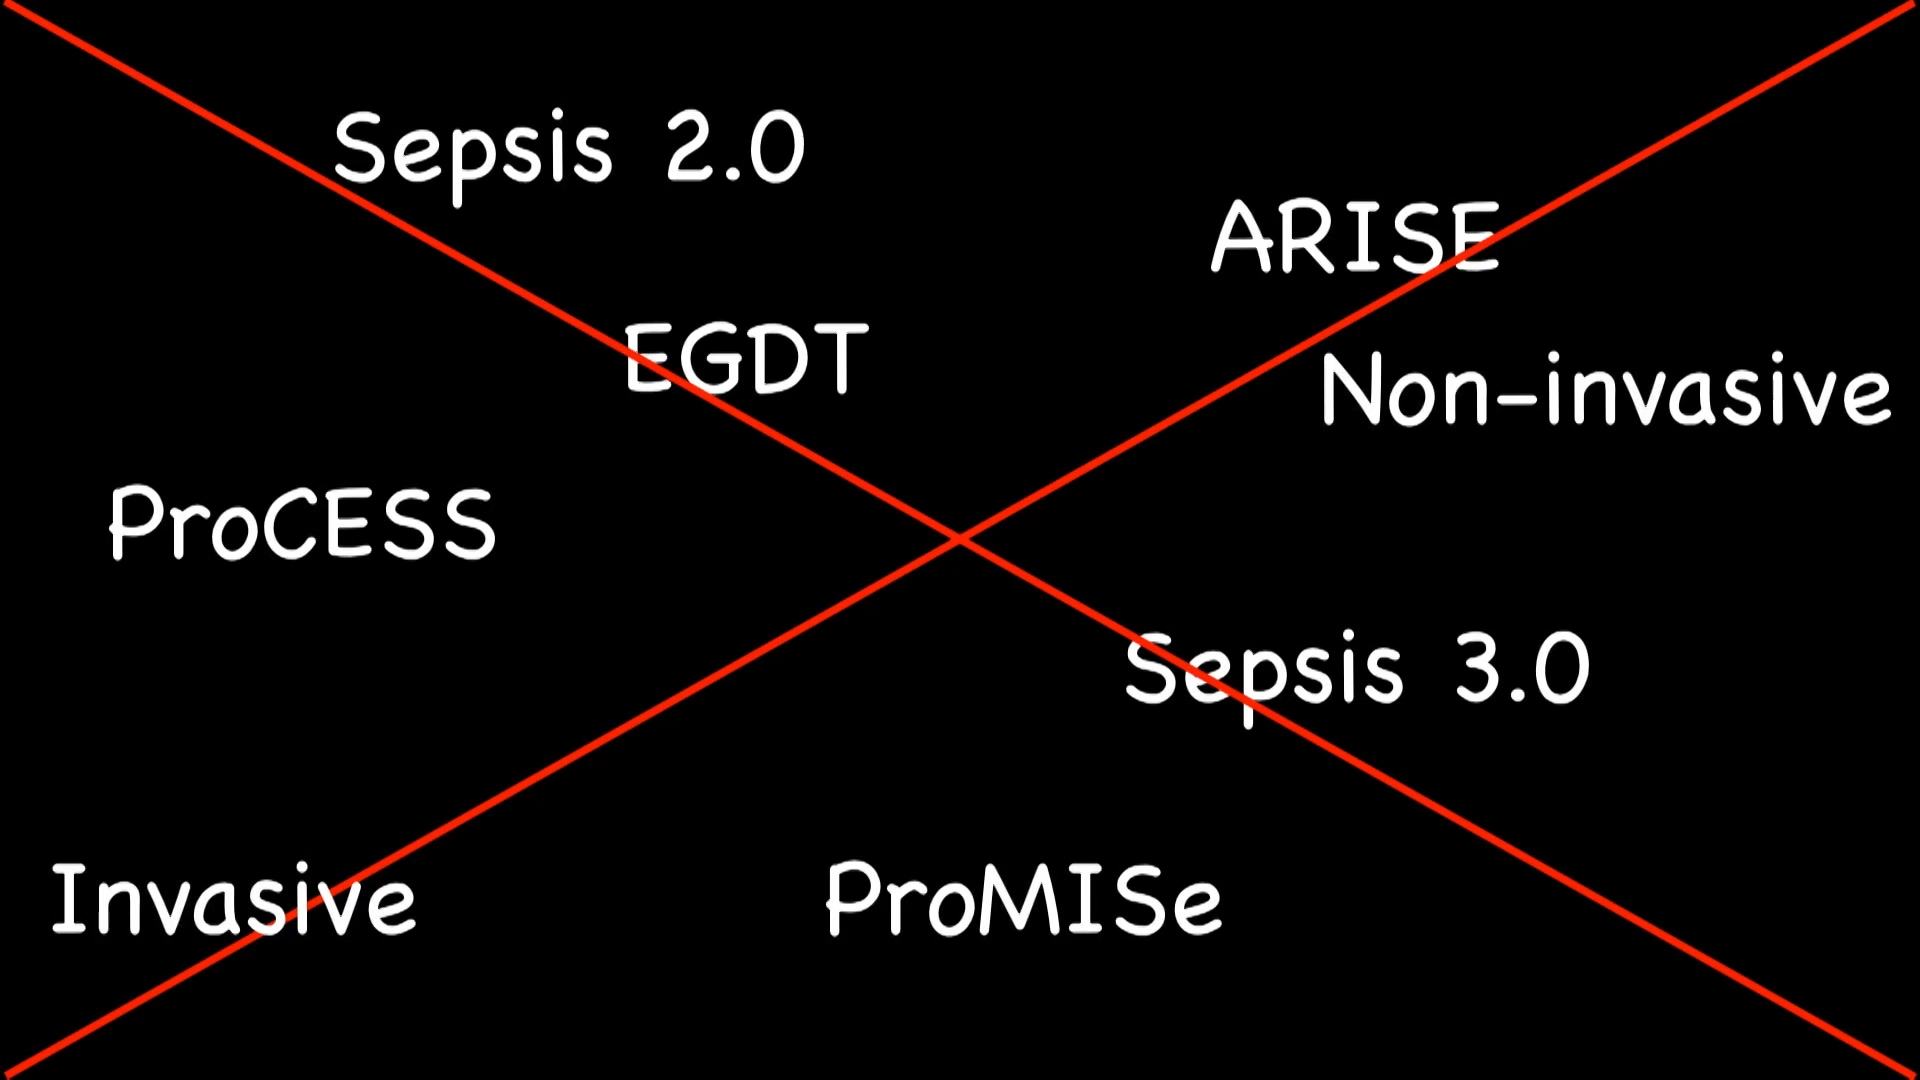 Sepsis 2.0
ARISE
EGDT
Non-invasive
ProCESS
Sepsis 3.0
Invasive
ProMISe